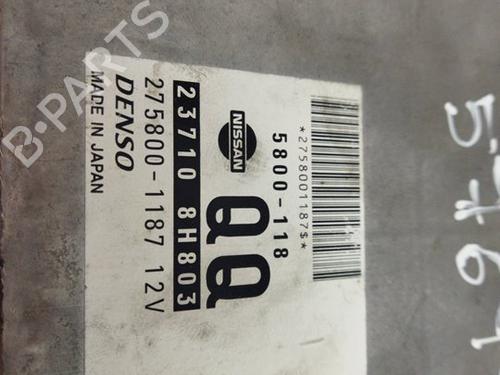 *2758001187$*
5800-118
NISSAN
QQ
23710 8H803
275800-1187 12V
DENSO
MADE IN JAPAN
B-PARTS